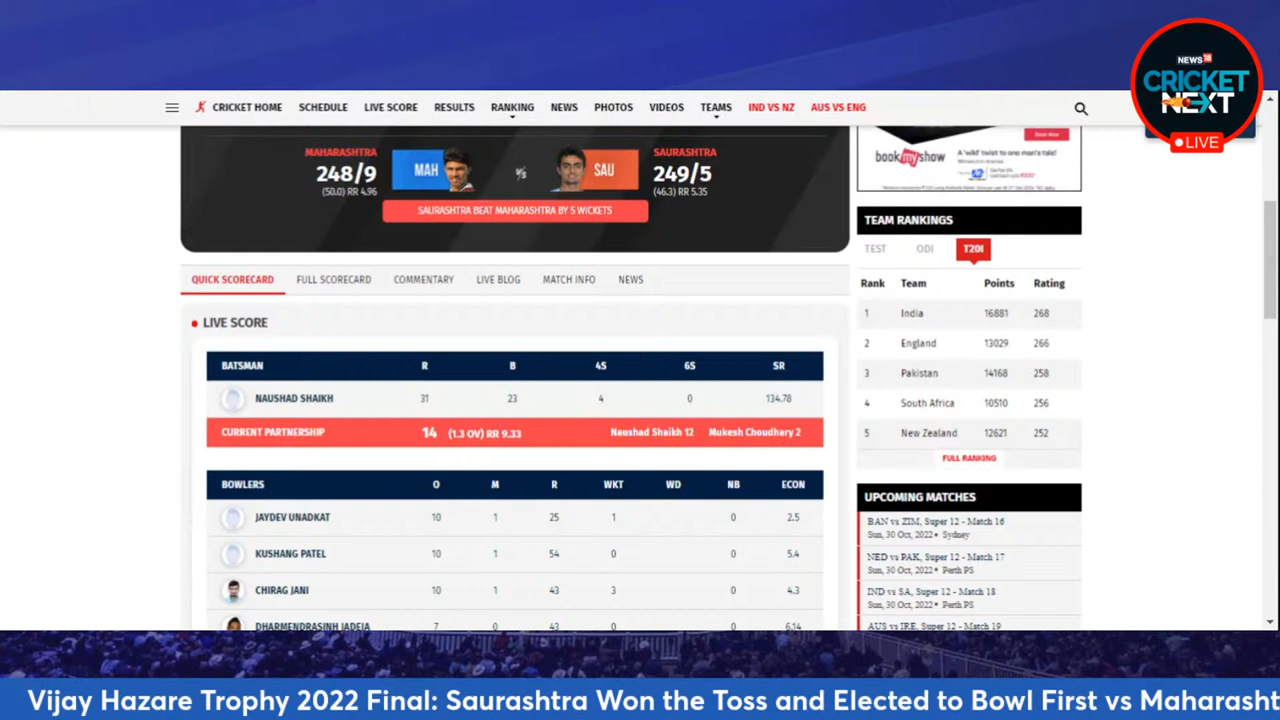 NEWS18
CRICKET
NEXT
LIVE
CRICKET HOME SCHEDULE LIVE SCORE RESULTS RANKING NEWS PHOTOS VIDEOS TEAMS IND VS NZ AUS VS ENG
MAHARASHTRA
248/9
(50.0) RR 4.96
MAH
VS
SAU
SAURASHTRA
249/5
(46.3) RR 5.35
SAURASHTRA BEAT MAHARASHTRA BY 5 WICKETS
Book Now
bookmyshow
A 'wild' twist to one man's tale!
QUICK SCORECARD FULL SCORECARD COMMENTARY LIVE BLOG MATCH INFO NEWS
LIVE SCORE
BATSMAN R B 4S 6S SR
NAUSHAD SHAIKH 31 23 4 0 134.78
CURRENT PARTNERSHIP 14 (1.3 OV) RR 9.33 Naushad Shaikh 12 Mukesh Choudhary 2
BOWLERS O M R WKT WD NB ECON
JAYDEV UNADKAT 10 1 25 1 0 2.5
KUSHANG PATEL 10 1 54 0 0 5.4
CHIRAG JANI 10 1 43 3 0 4.3
DHARMENDRASINH JADEJA 7 0 43 0 0 6.14
TEAM RANKINGS
TEST ODI T20I
Rank Team Points Rating
1 India 16881 268
2 England 13029 266
3 Pakistan 14168 258
4 South Africa 10510 256
5 New Zealand 12621 252
FULL RANKING
UPCOMING MATCHES
BAN vs ZIM, Super 12 - Match 16
Sun, 30 Oct, 2022 • Sydney
NED vs PAK, Super 12 - Match 17
Sun, 30 Oct, 2022 • Perth PS
IND vs SA, Super 12 - Match 18
Sun, 30 Oct, 2022 • Perth PS
AUS vs IRE, Super 12 - Match 19
Vijay Hazare Trophy 2022 Final: Saurashtra Won the Toss and Elected to Bowl First vs Maharasht